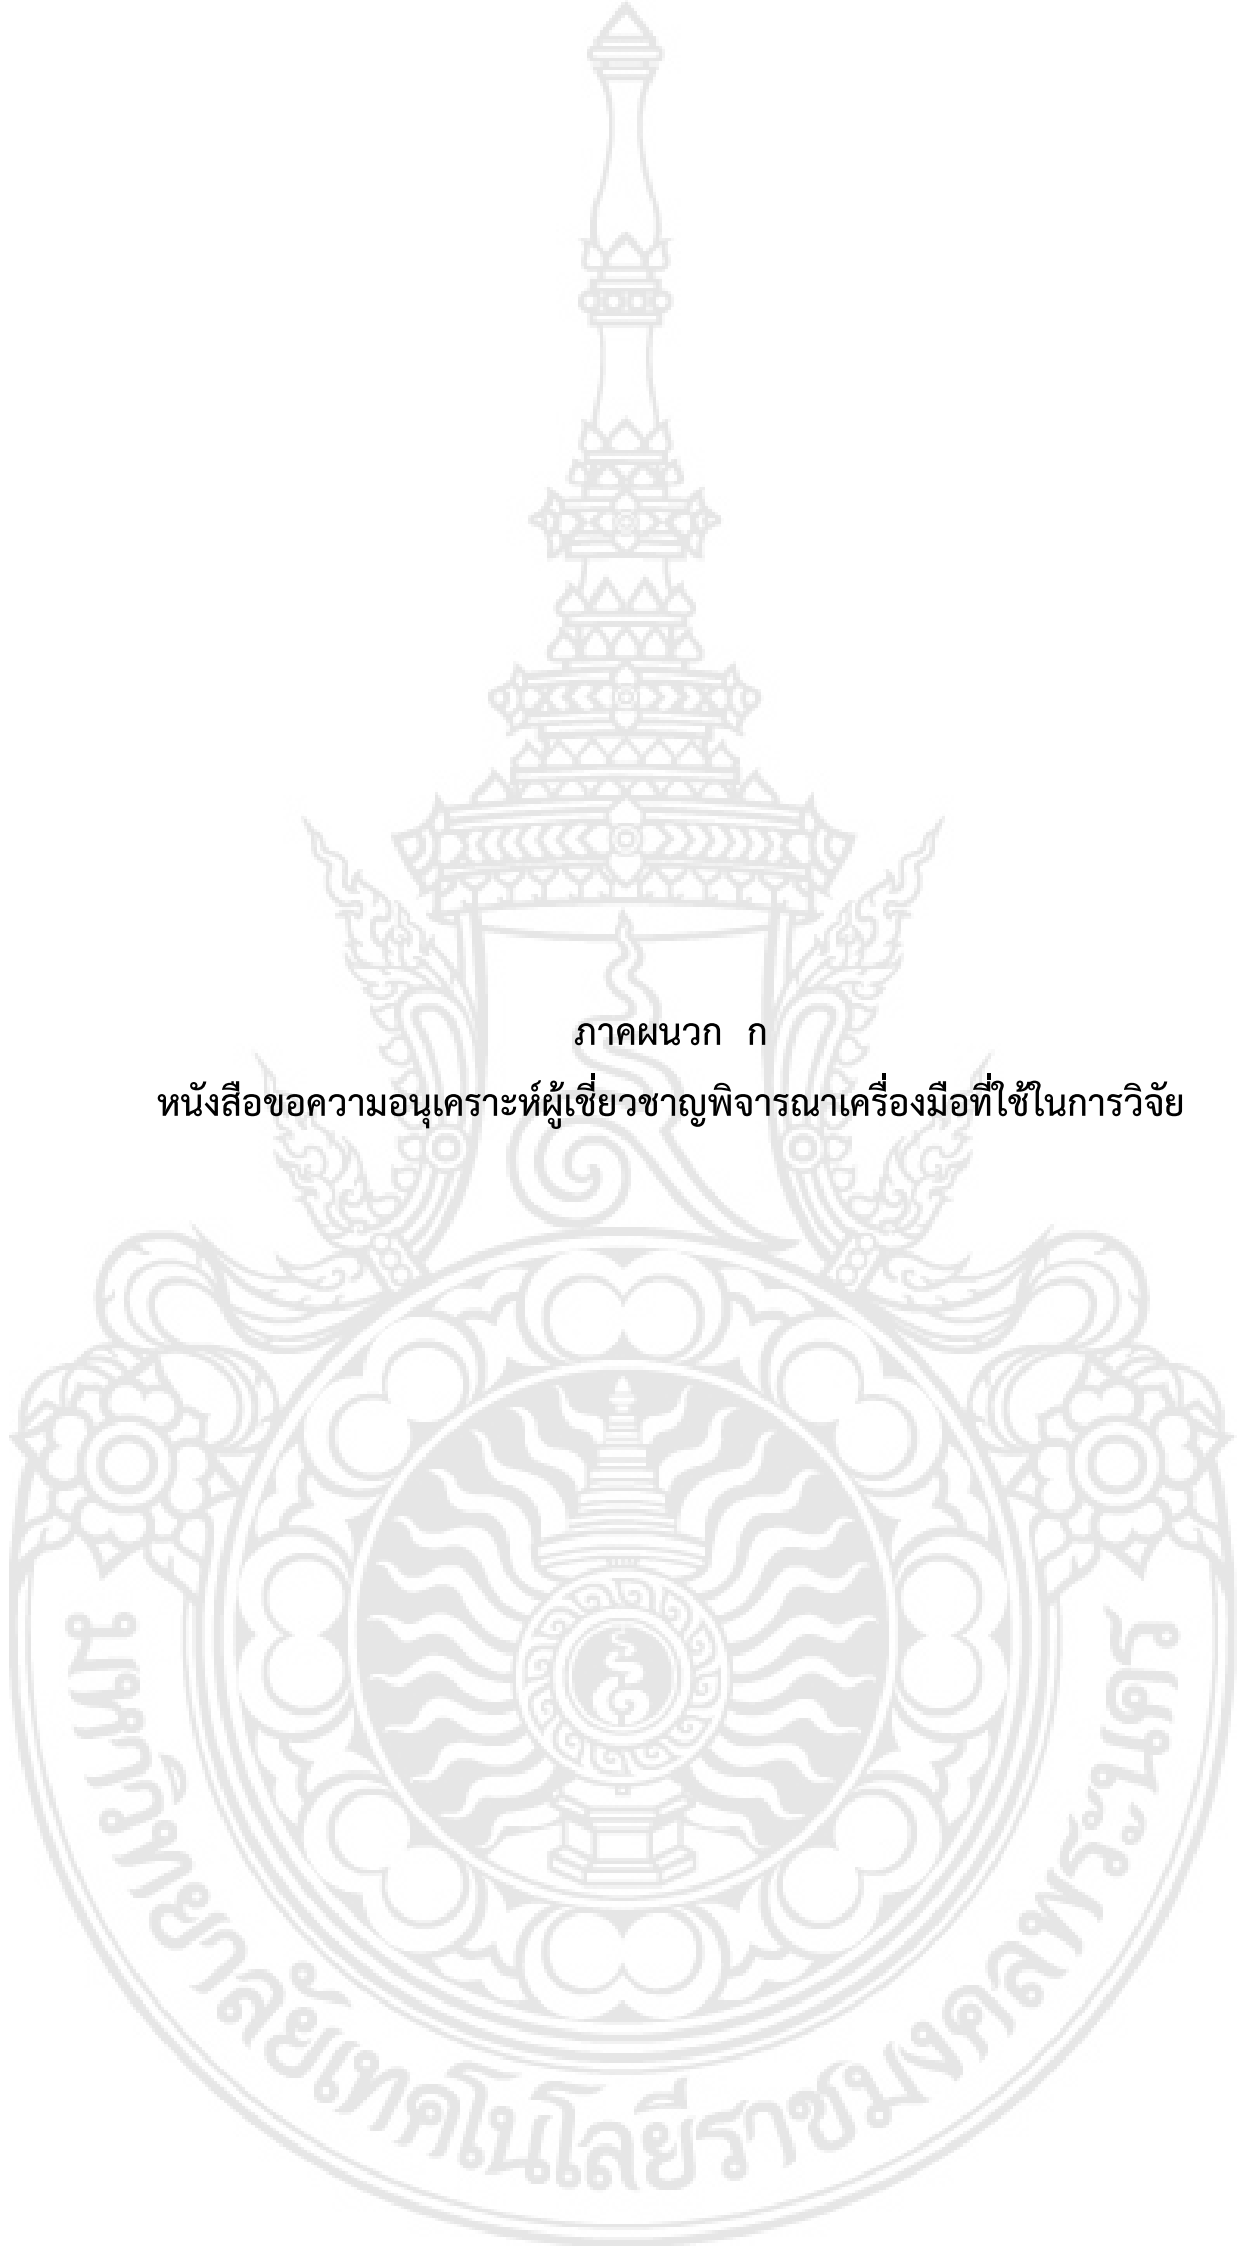 ภาคผนวก ก
หนังสือขอความอนุเคราะห์ผู้เชี่ยวชาญพิจารณาเครื่องมือที่ใช้ในการวิจัย
มหาวิทยาลัยเทคโนโลยีราชมงคลพระนคร